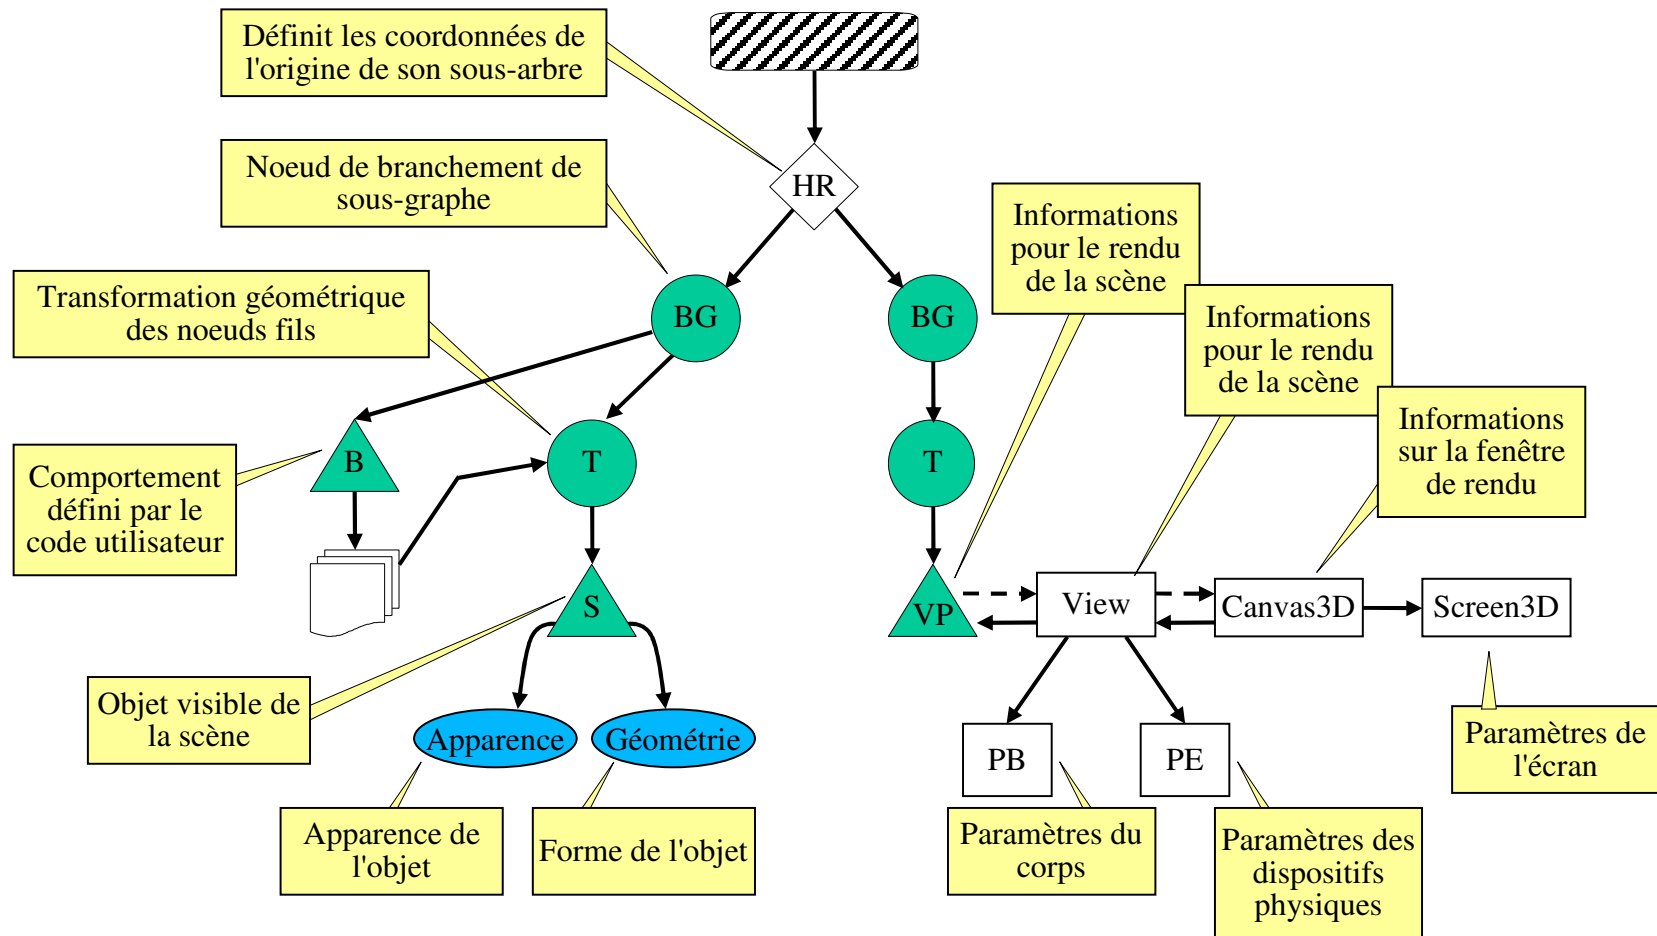 Définit les coordonnées de
l'origine de son sous-arbre
HR
Noeud de branchement de
sous-graphe
Informations
pour le rendu
de la scène
Transformation géométrique
des noeuds fils
BG
BG
Informations
pour le rendu
de la scène
Informations
sur la fenêtre
de rendu
B
T
T
Comportement
défini par le
code utilisateur
S
VP
View
Canvas3D
Screen3D
Objet visible de
la scène
Apparence
Géométrie
PB
PE
Paramètres de
l'écran
Apparence de
l'objet
Forme de l'objet
Paramètres du
corps
Paramètres des
dispositifs
physiques